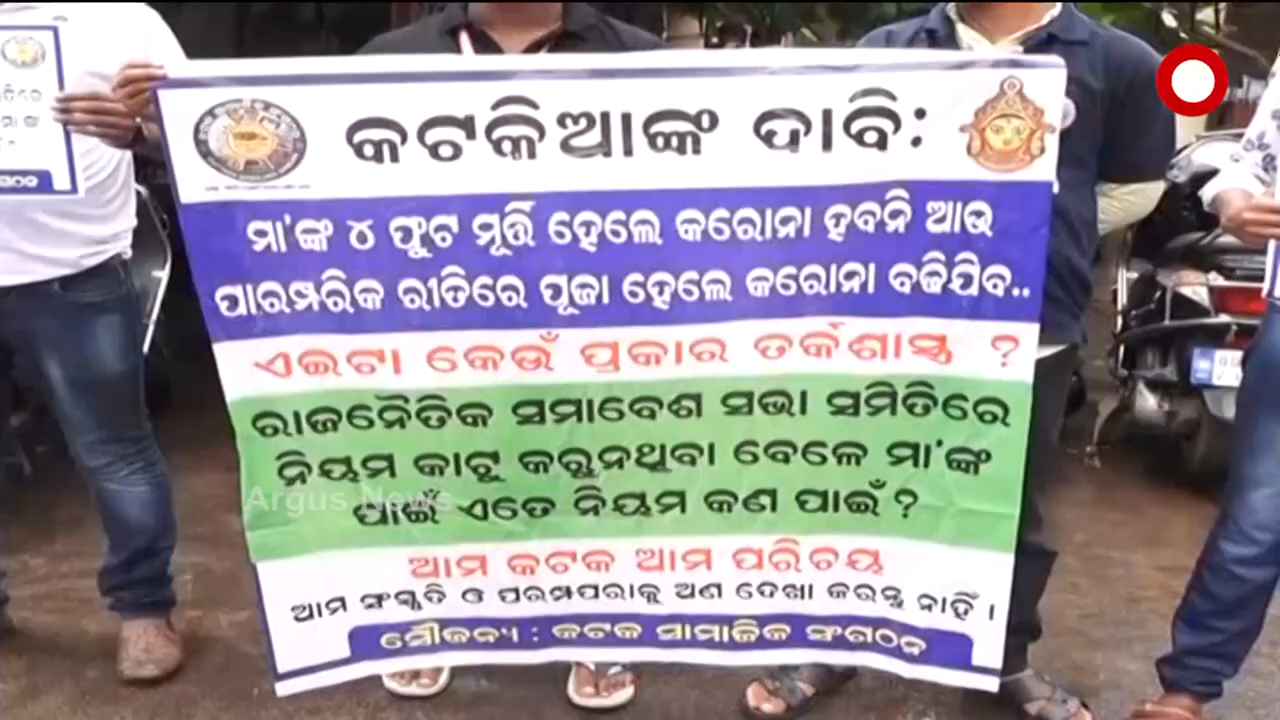 କଟକିଆଙ୍କ ଦାବି:
ମା'ଙ୍କ ୪ ଫୁଟ ମୂର୍ତ୍ତି ହେଲେ କରୋନା ହବନି ଆଉ
ପାରମ୍ପରିକ ରୀତିରେ ପୂଜା ହେଲେ କରୋନା ବଢିଯିବ..
ଏଇଟା କେଉଁ ପ୍ରକାର ତର୍କଶାସ୍ତ୍ର ?
ରାଜନୈତିକ ସମାବେଶ ସଭା ସମିତିରେ
ନିୟମ କାଟୁ କରୁନଥିବା ବେଳେ ମା'ଙ୍କ
ପାଇଁ ଏତେ ନିୟମ କଣ ପାଇଁ ?
Argus News
ଆମ କଟକ ଆମ ପରିଚୟ
ଆମ ସଂସ୍କୃତି ଓ ପରମ୍ପପରାକୁ ଅଣ ଦେଖା କରନ୍ତୁ ନାହିଁ ।
ସୌଜନ୍ୟ : କଟକ ସାମାଜିକ ସଂଗଠନ